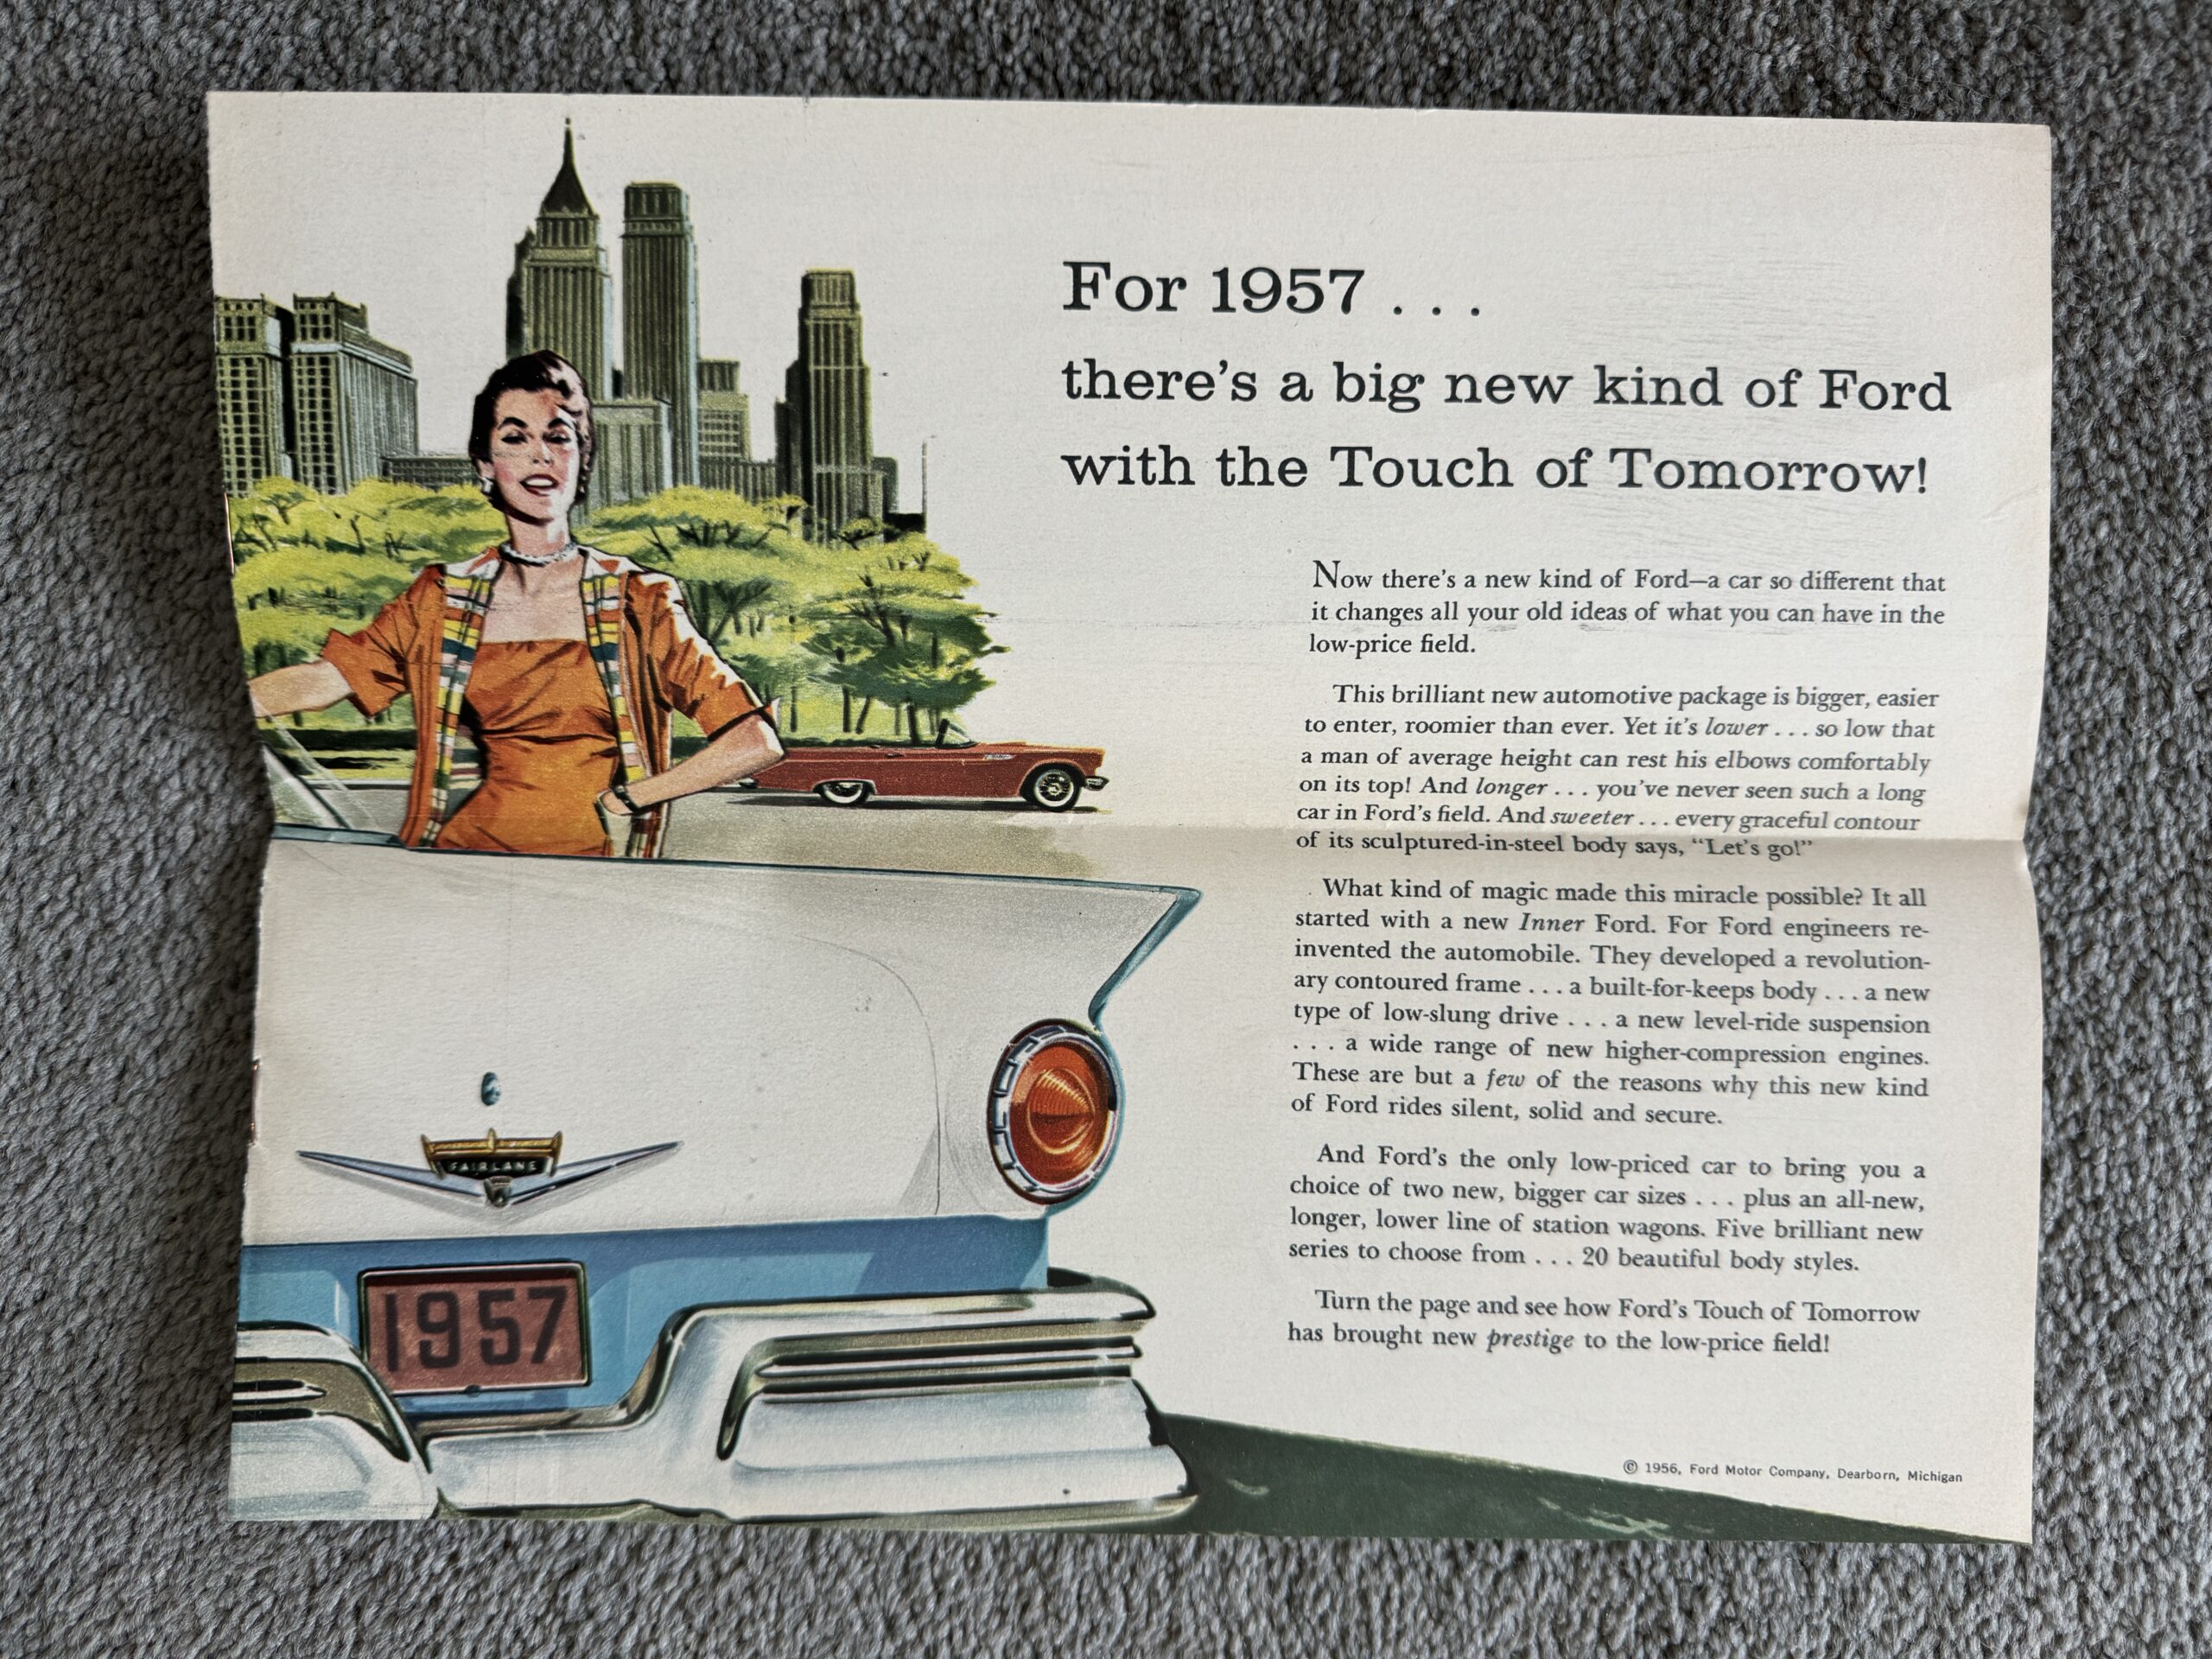 For 1957 . . .
there's a big new kind of Ford
with the Touch of Tomorrow!
Now there's a new kind of Ford—a car so different that
it changes all your old ideas of what you can have in the
low-price field.
This brilliant new automotive package is bigger, easier
to enter, roomier than ever. Yet it's lower . . . so low that
a man of average height can rest his elbows comfortably
on its top! And longer . . . you've never seen such a long
car in Ford's field. And sweeter . . . every graceful contour
of its sculptured-in-steel body says, “Let's go!”
What kind of magic made this miracle possible? It all
started with a new Inner Ford. For Ford engineers re-
invented the automobile. They developed a revolution-
ary contoured frame . . . a built-for-keeps body . . . a new
type of low-slung drive . . . a new level-ride suspension
. . . a wide range of new higher-compression engines.
These are but a few of the reasons why this new kind
of Ford rides silent, solid and secure.
And Ford's the only low-priced car to bring you a
choice of two new, bigger car sizes . . . plus an all-new,
longer, lower line of station wagons. Five brilliant new
series to choose from . . . 20 beautiful body styles.
Turn the page and see how Ford's Touch of Tomorrow
has brought new prestige to the low-price field!
© 1956, Ford Motor Company, Dearborn, Michigan
FAIRLANE
1957